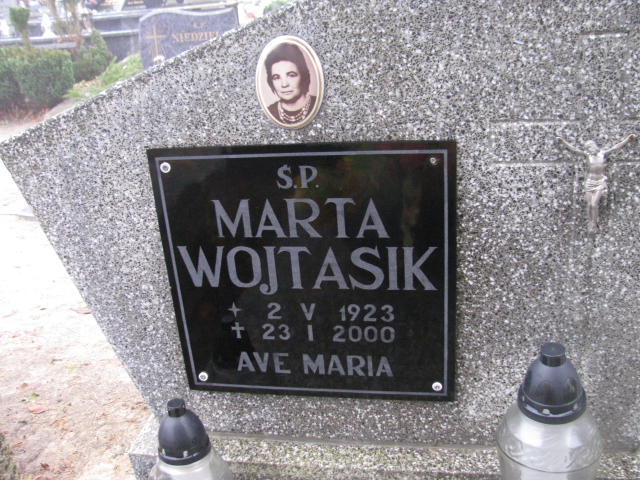 Ś.P.
MARTA
WOJTASIK
2 V 1923
✝ 23 I 2000
AVE MARIA